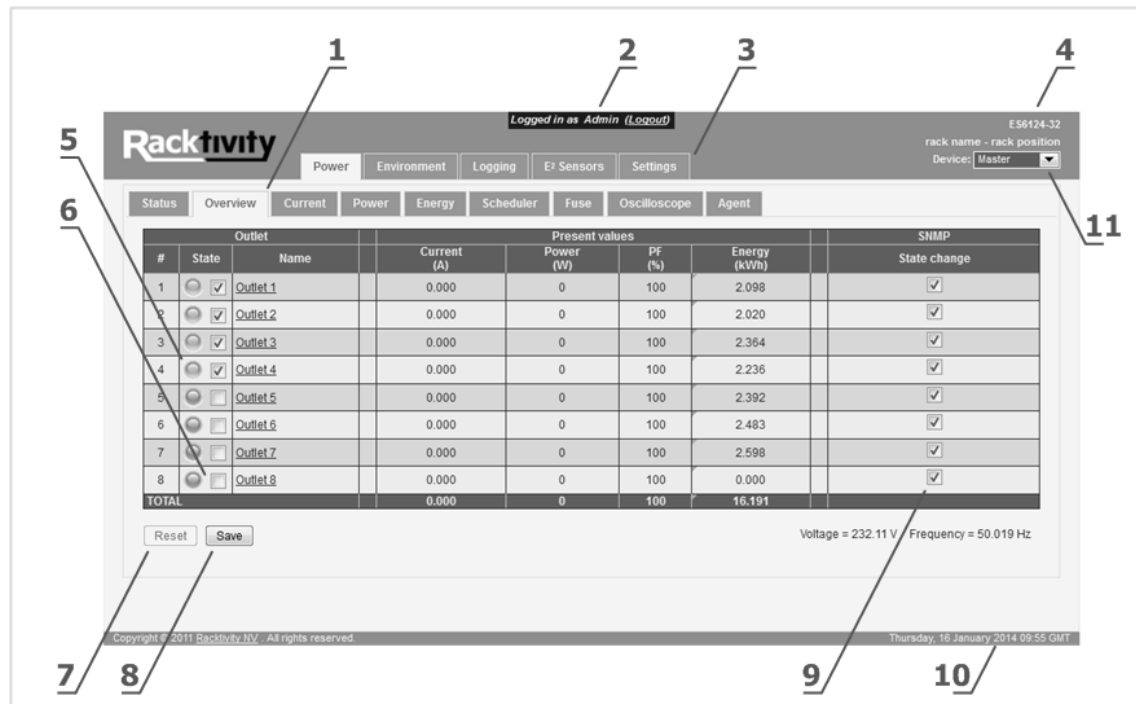 1 2 3 4
Logged in as Admin (Logout)
ES6124-32
Racktivity
rack name - rack position
5
Power Environment Logging E² Sensors Settings
Device: Master
6
Status Overview Current Power Energy Scheduler Fuse Oscilloscope Agent
11
Outlet Present values SNMP
# State Name Current (A) Power (W) PF (%) Energy (kWh) State change
1 Outlet 1 0.000 0 100 2.098
2 Outlet 2 0.000 0 100 2.020
3 Outlet 3 0.000 0 100 2.364
4 Outlet 4 0.000 0 100 2.236
5 Outlet 5 0.000 0 100 2.392
6 Outlet 6 0.000 0 100 2.483
7 Outlet 7 0.000 0 100 2.598
8 Outlet 8 0.000 0 100 0.000
TOTAL 0.000 0 100 16.191
Reset Save Voltage = 232.11 V / Frequency = 50.019 Hz
Copyright © 2011 Racktivity NV . All rights reserved. Thursday, 16 January 2014 09:55 GMT
7 8 9 10